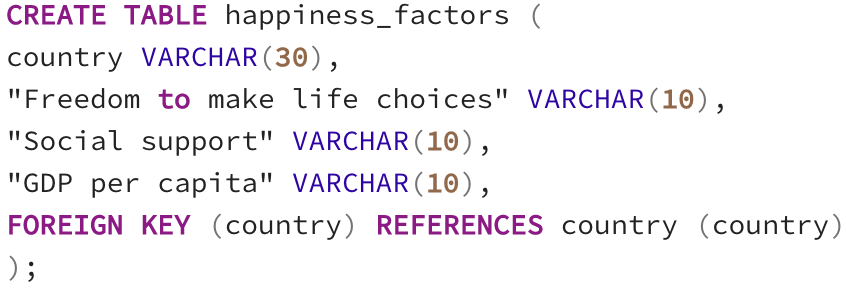 CREATE TABLE happiness_factors (
country VARCHAR(30),
"Freedom to make life choices" VARCHAR(10),
"Social support" VARCHAR(10),
"GDP per capita" VARCHAR(10),
FOREIGN KEY (country) REFERENCES country (country)
);